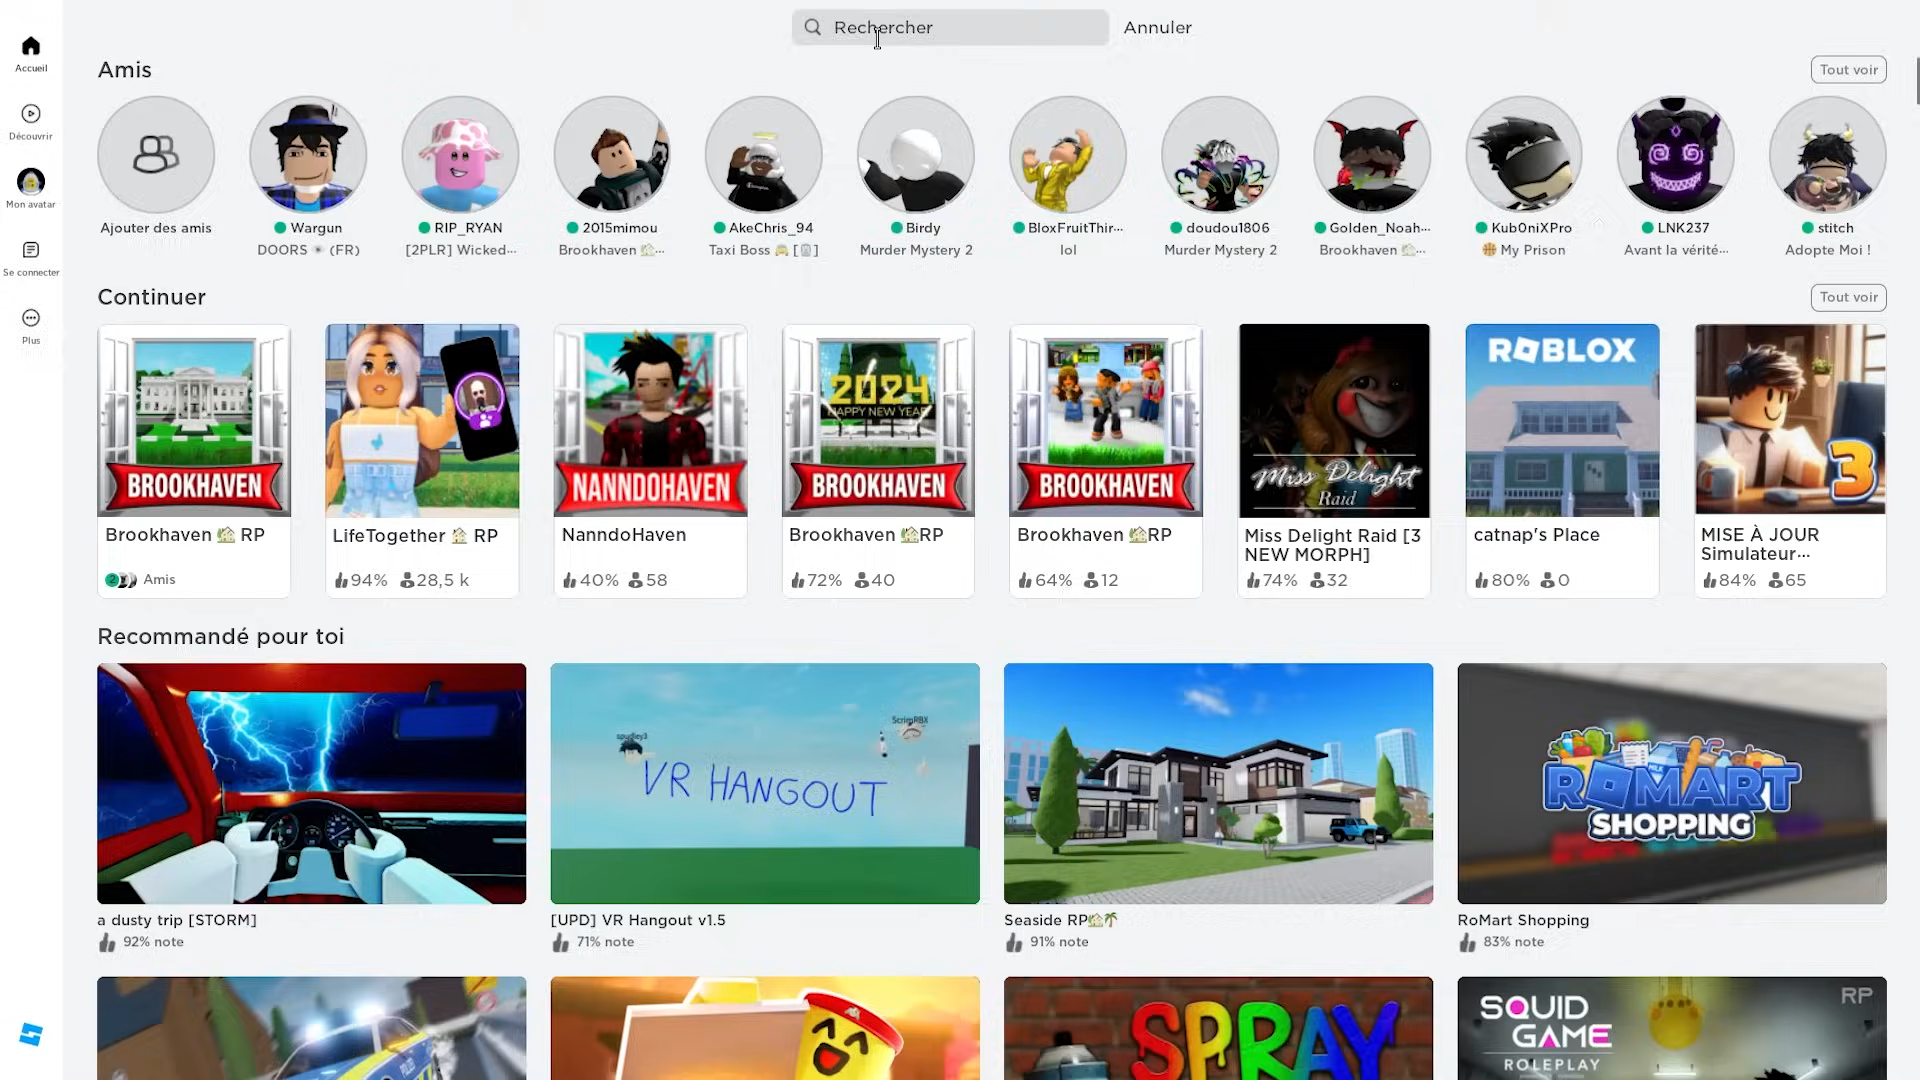 Rechercher
Annuler
Accueil
Découvrir
Mon avatar
Se connecter
Plus
Amis
Tout voir
Ajouter des amis
Wargun
DOORS 👁 (FR)
RIP_RYAN
[2PLR] Wicked···
2015mimou
Brookhaven 🏡···
AkeChris_94
Taxi Boss 🚖 [🏢]
Birdy
Murder Mystery 2
BloxFruitThir···
lol
doudou1806
Murder Mystery 2
Golden_Noah···
Brookhaven 🏡···
Kub0niXPro
🏀 My Prison
LNK237
Avant la vérité···
stitch
Adopte Moi !
Continuer
Tout voir
BROOKHAVEN
Brookhaven 🏡 RP
2
Amis
LifeTogether 🏠 RP
94% 28,5 k
NANNDOHAVEN
NanndoHaven
40% 58
2024
HAPPY NEW YEAR
BROOKHAVEN
Brookhaven 🏡RP
72% 40
BROOKHAVEN
Brookhaven 🏡RP
64% 12
Miss Delight
Raid
Miss Delight Raid [3
NEW MORPH]
74% 32
ROBLOX
catnap's Place
80% 0
3
MISE À JOUR
Simulateur···
84% 65
Recommandé pour toi
a dusty trip [STORM]
92% note
spudley3
ScrimRBX
VR HANGOUT
[UPD] VR Hangout v1.5
71% note
Seaside RP🏡🌴
91% note
MILK
ROMART
SHOPPING
RoMart Shopping
83% note
POLICE
SPRAY
SQUID
GAME
ROLEPLAY
RP